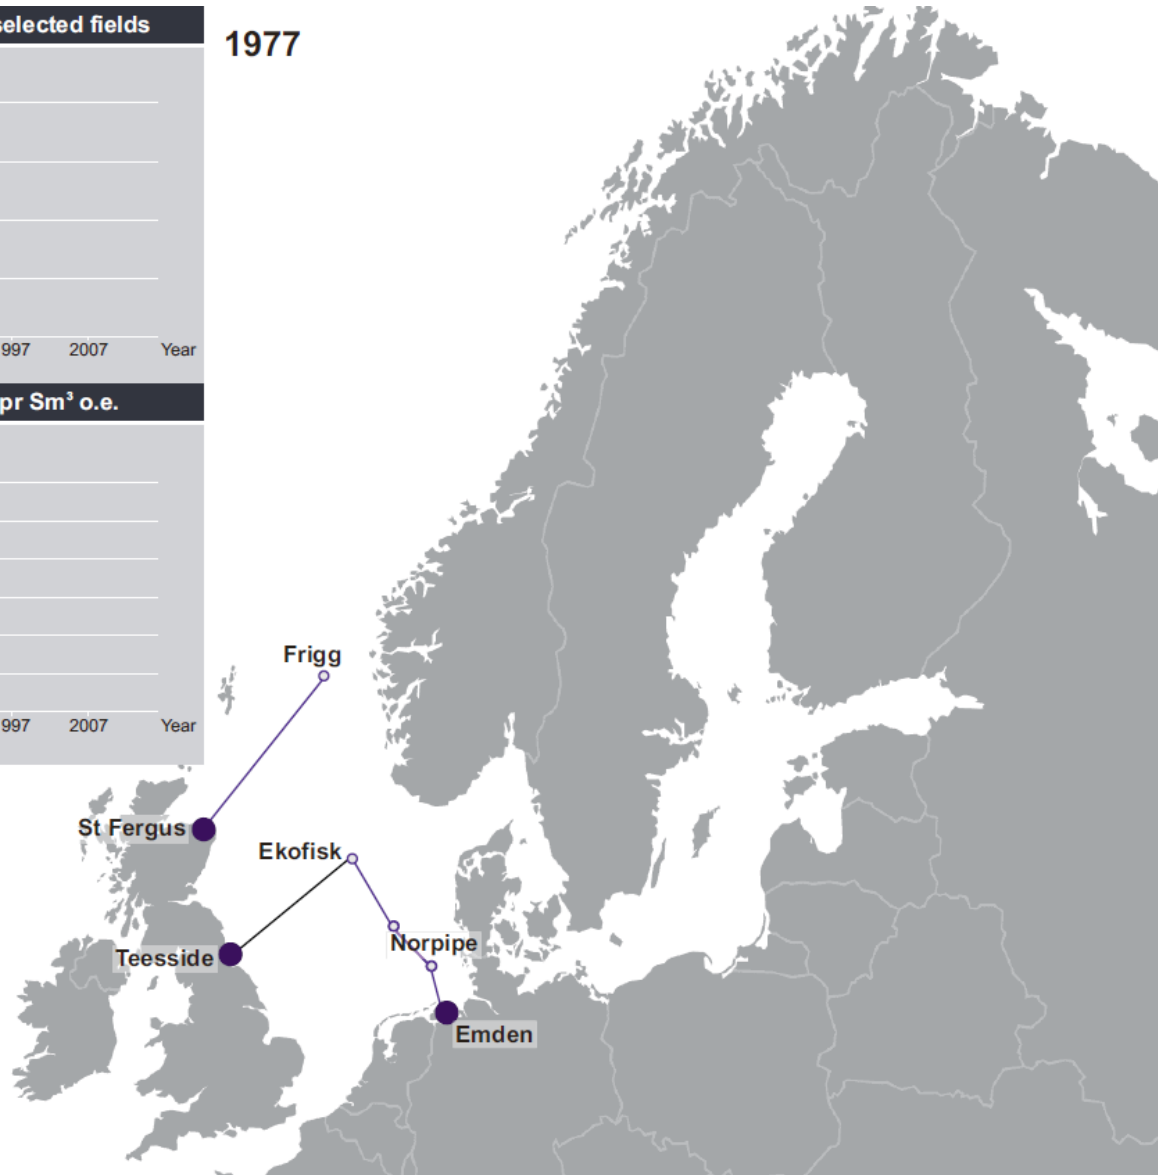 selected fields
1977
997 2007 Year
pr Sm³ o.e.
997 2007 Year
Frigg
St Fergus
Ekofisk
Norpipe
Teesside
Emden